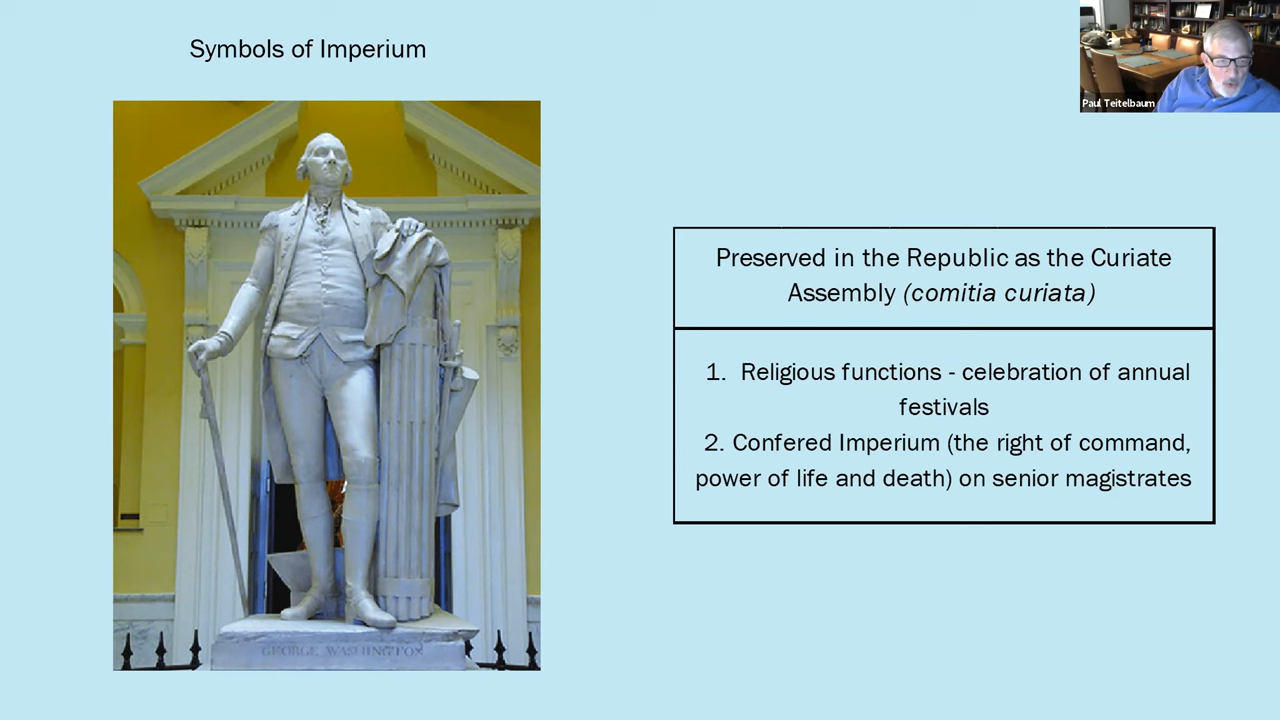 Symbols of Imperium
Paul Teitelbaum
Preserved in the Republic as the Curiate
Assembly (comitia curiata)
1. Religious functions - celebration of annual
festivals
2. Confered Imperium (the right of command,
power of life and death) on senior magistrates
GEORGE WASHINGTON